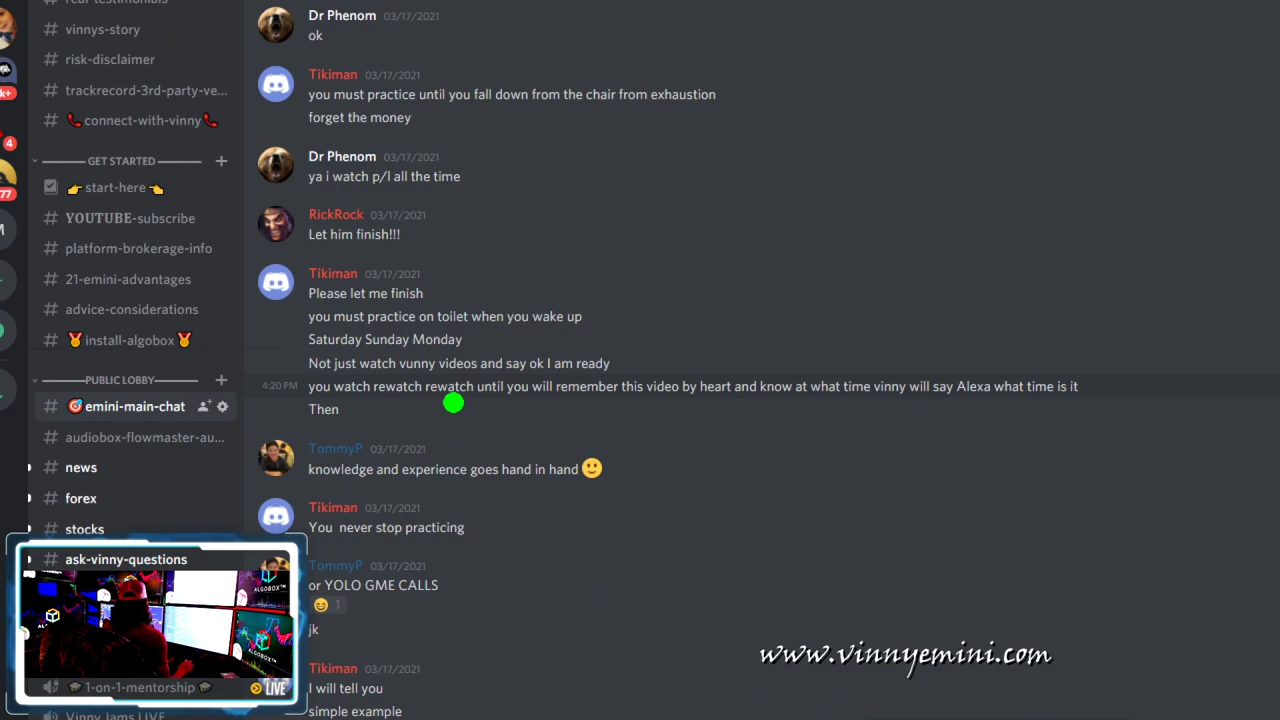 vinnys-story
risk-disclaimer
trackrecord-3rd-party-ve...
connect-with-vinny
GET STARTED
start-here
YOUTUBE-subscribe
platform-brokerage-info
21-emini-advantages
advice-considerations
install-algobox
PUBLIC LOBBY
emini-main-chat
audiobox-flowmaster-au...
news
forex
stocks
ask-vinny-questions
1-on-1-mentorship
LIVE
Vinny Jams LIVE
4
77
Dr Phenom 03/17/2021
ok
Tikiman 03/17/2021
you must practice until you fall down from the chair from exhaustion
forget the money
Dr Phenom 03/17/2021
ya i watch p/l all the time
RickRock 03/17/2021
Let him finish!!!
Tikiman 03/17/2021
Please let me finish
you must practice on toilet when you wake up
Saturday Sunday Monday
Not just watch vunny videos and say ok I am ready
4:20 PM you watch rewatch rewatch until you will remember this video by heart and know at what time vinny will say Alexa what time is it
Then
TommyP 03/17/2021
knowledge and experience goes hand in hand
Tikiman 03/17/2021
You never stop practicing
TommyP 03/17/2021
or YOLO GME CALLS
1
jk
Tikiman 03/17/2021
I will tell you
simple example
www.vinnyemini.com
ALGOBOX
ALGOBOX